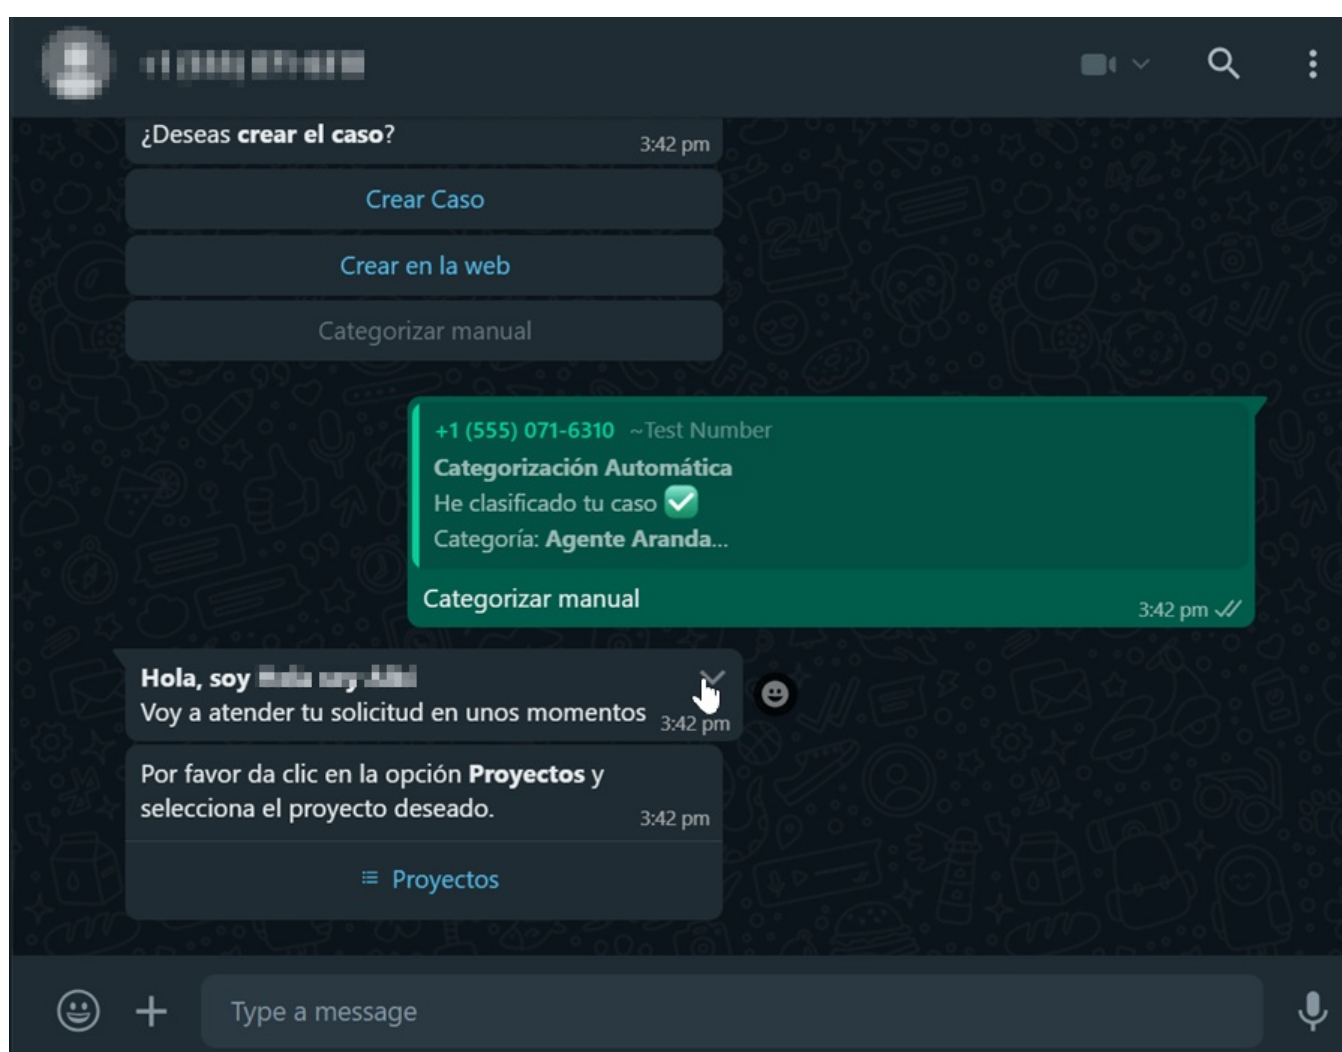 ¿Deseas crear el caso?
3:42 pm
Crear Caso
Crear en la web
Categorizar manual
+1 (555) 071-6310 ~Test Number
Categorización Automática
He clasificado tu caso ✅
Categoría: Agente Aranda...
Categorizar manual
3:42 pm
Hola, soy
Voy a atender tu solicitud en unos momentos
3:42 pm
Por favor da clic en la opción Proyectos y
selecciona el proyecto deseado.
3:42 pm
Proyectos
Type a message